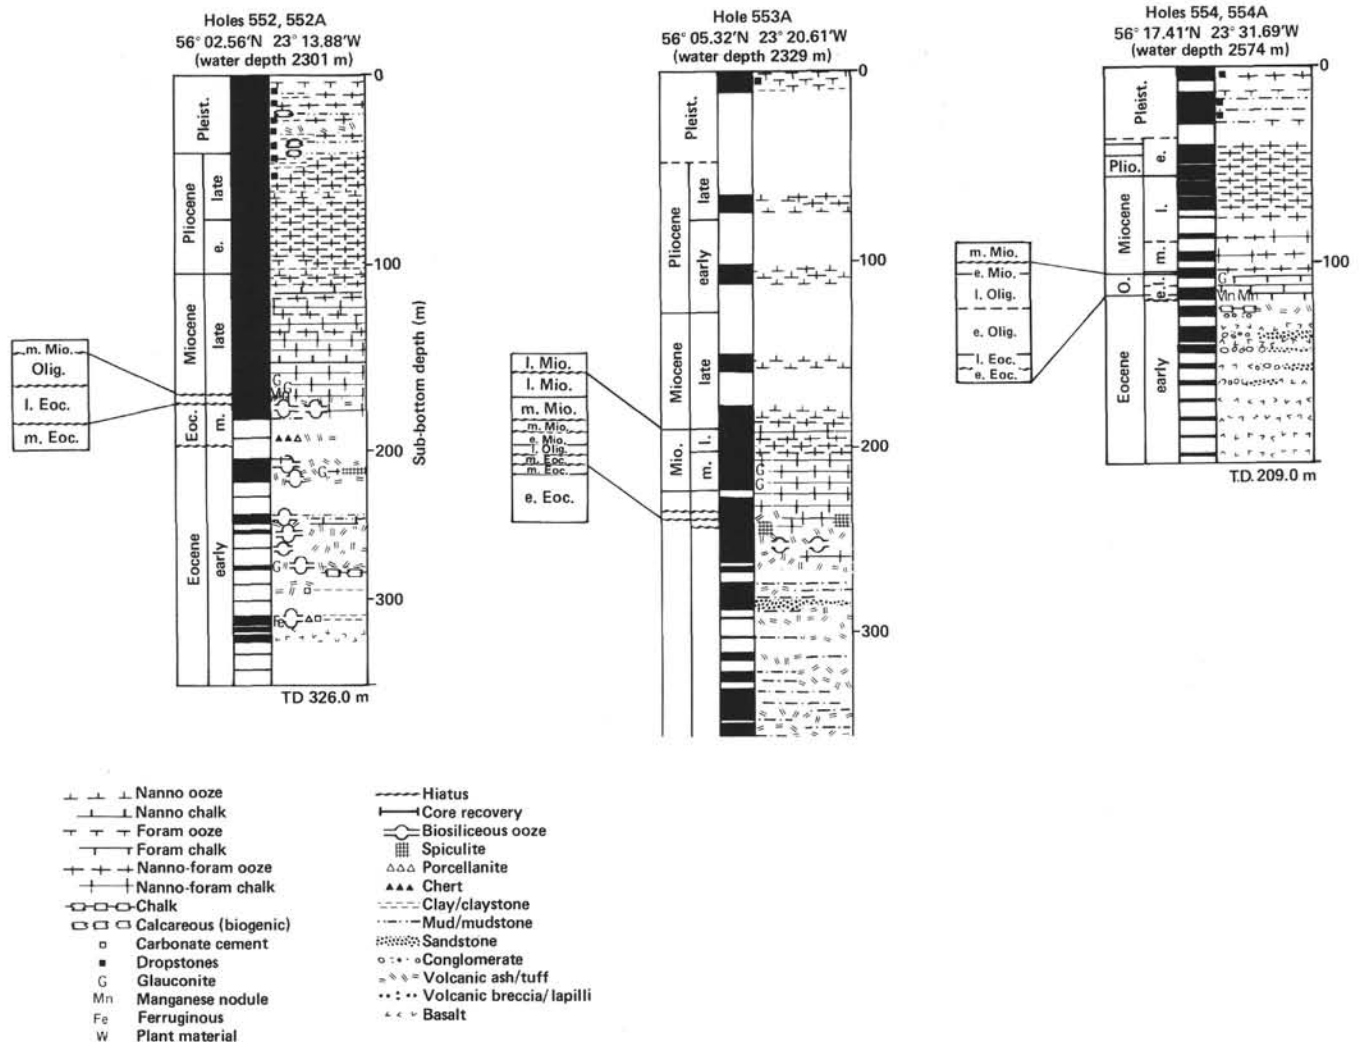 Holes 552, 552A
56° 02.56'N 23° 13.88'W
(water depth 2301 m)
0
Pleist.
Pliocene
late
e.
100
Miocene
late
m. Mio.
Olig.
l. Eoc.
m. Eoc.
G
G
Mn
Eoc.
m.
200
G
Eocene
early
G
300
Fe
TD 326.0 m
Sub-bottom depth (m)
Hole 553A
56° 05.32'N 23° 20.61'W
(water depth 2329 m)
0
Pleist.
Pliocene
late
early
100
Miocene
late
l. Mio.
l. Mio.
m. Mio.
m. Mio.
e. Mio.
l. Olig.
m. Eoc.
m. Eoc.
e. Eoc.
Mio.
l.
m.
200
G
G
300
Holes 554, 554A
56° 17.41'N 23° 31.69'W
(water depth 2574 m)
0
Pleist.
Plio.
e.
Miocene
l.
m.
100
m. Mio.
e. Mio.
l. Olig.
e. Olig.
l. Eoc.
e. Eoc.
O.
e.l.
G
Mn Mn
Eocene
early
T.D. 209.0 m
Nanno ooze
Nanno chalk
Foram ooze
Foram chalk
Nanno-foram ooze
Nanno-foram chalk
Chalk
Calcareous (biogenic)
Carbonate cement
Dropstones
G Glauconite
Mn Manganese nodule
Fe Ferruginous
W Plant material
Hiatus
Core recovery
Biosiliceous ooze
Spiculite
Porcellanite
Chert
Clay/claystone
Mud/mudstone
Sandstone
Conglomerate
Volcanic ash/tuff
Volcanic breccia/lapilli
Basalt